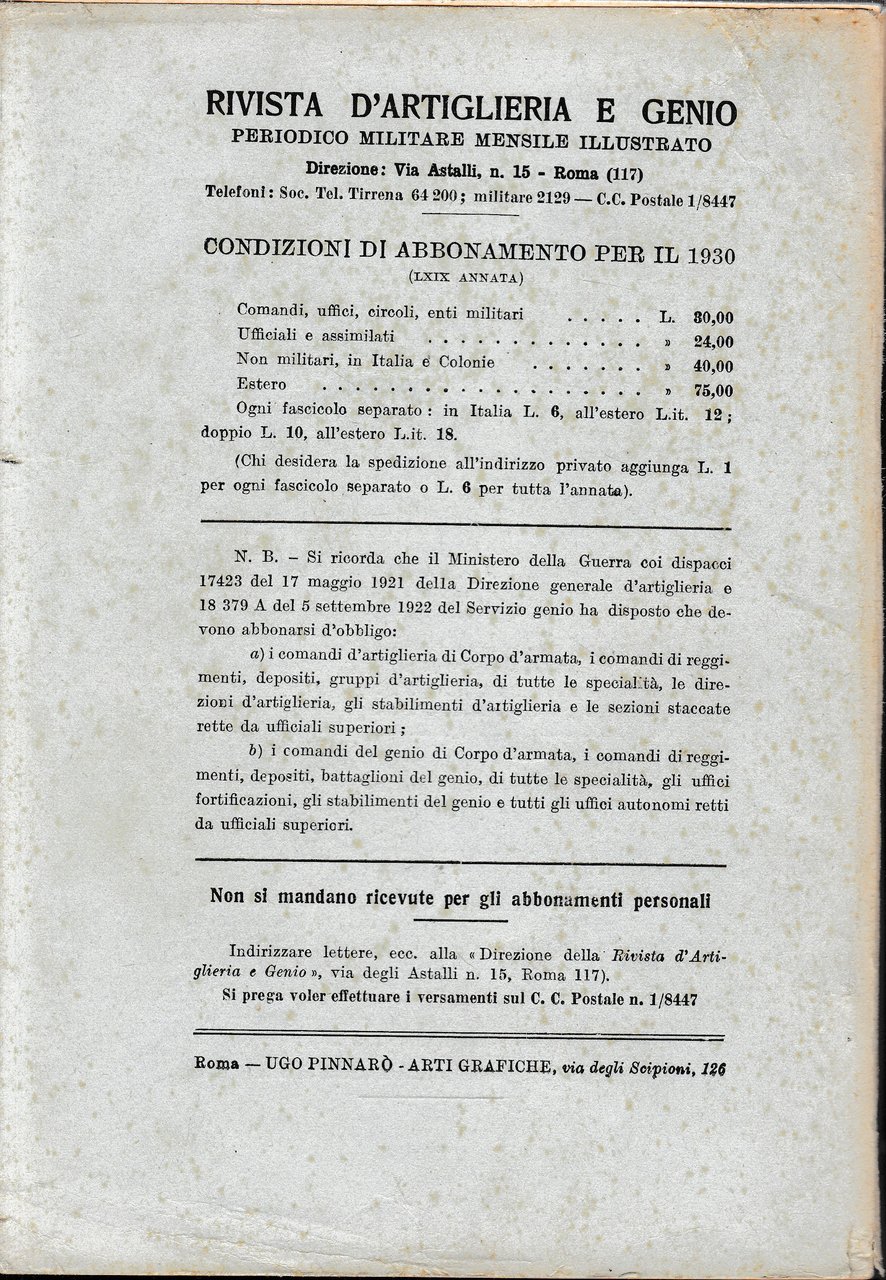 RIVISTA D'ARTIGLIERIA E GENIO
PERIODICO MILITARE MENSILE ILLUSTRATO
Direzione: Via Astalli, n. 15 - Roma (117)
Telefoni: Soc. Tel. Tirrena 64 200; militare 2129 — C.C. Postale 1/8447
CONDIZIONI DI ABBONAMENTO PER IL 1930
(LXIX ANNATA)
Comandi, uffici, circoli, enti militari . . . . . L. 30,00
Ufficiali e assimilati . . . . . . . . . . . . . » 24,00
Non militari, in Italia e Colonie . . . . . . . » 40,00
Estero . . . . . . . . . . . . . . . . . . . » 75,00
Ogni fascicolo separato : in Italia L. 6, all'estero L.it. 12 ;
doppio L. 10, all'estero L.it. 18.
(Chi desidera la spedizione all'indirizzo privato aggiunga L. 1
per ogni fascicolo separato o L. 6 per tutta l'annata).
N. B. – Si ricorda che il Ministero della Guerra coi dispacci
17423 del 17 maggio 1921 della Direzione generale d'artiglieria e
18 379 A del 5 settembre 1922 del Servizio genio ha disposto che de-
vono abbonarsi d'obbligo:
a) i comandi d'artiglieria di Corpo d'armata, i comandi di reggi-
menti, depositi, gruppi d'artiglieria, di tutte le specialità, le dire-
zioni d'artiglieria, gli stabilimenti d'artiglieria e le sezioni staccate
rette da ufficiali superiori ;
b) i comandi del genio di Corpo d'armata, i comandi di reggi-
menti, depositi, battaglioni del genio, di tutte le specialità, gli uffici
fortificazioni, gli stabilimenti del genio e tutti gli uffici autonomi retti
da ufficiali superiori.
Non si mandano ricevute per gli abbonamenti personali
Indirizzare lettere, ecc. alla « Direzione della Rivista d'Arti-
glieria e Genio », via degli Astalli n. 15, Roma 117).
Si prega voler effettuare i versamenti sul C. C. Postale n. 1/8447
Roma — UGO PINNARÒ - ARTI GRAFICHE, via degli Scipioni, 126